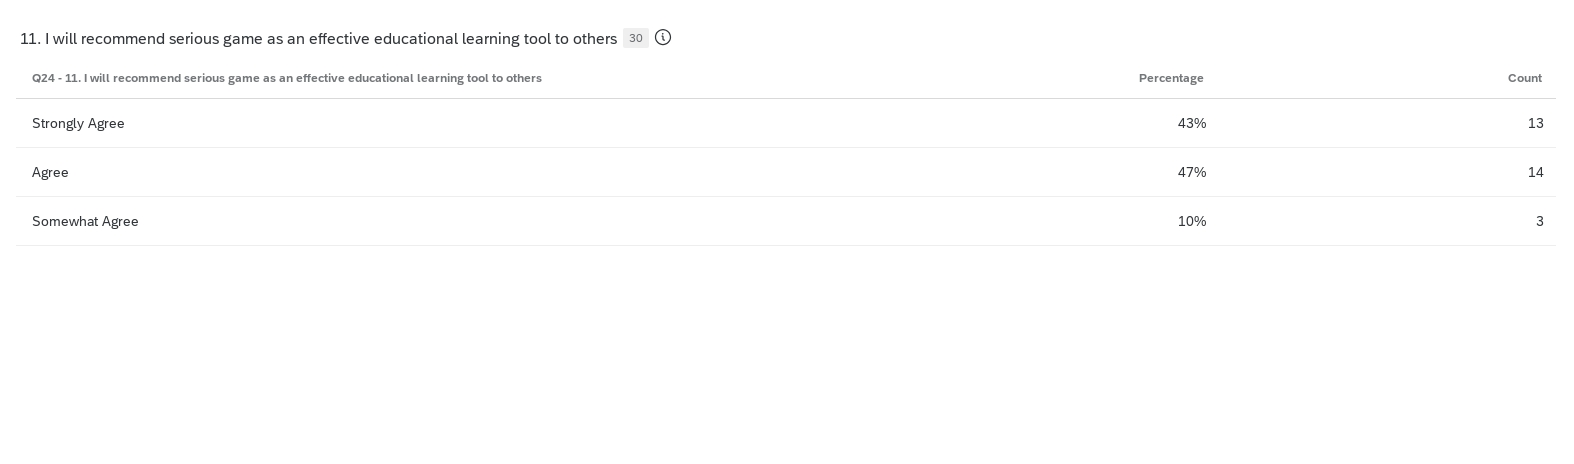 11. I will recommend serious game as an effective educational learning tool to others 30
Q24 - 11. I will recommend serious game as an effective educational learning tool to others Percentage Count
Strongly Agree 43% 13
Agree 47% 14
Somewhat Agree 10% 3